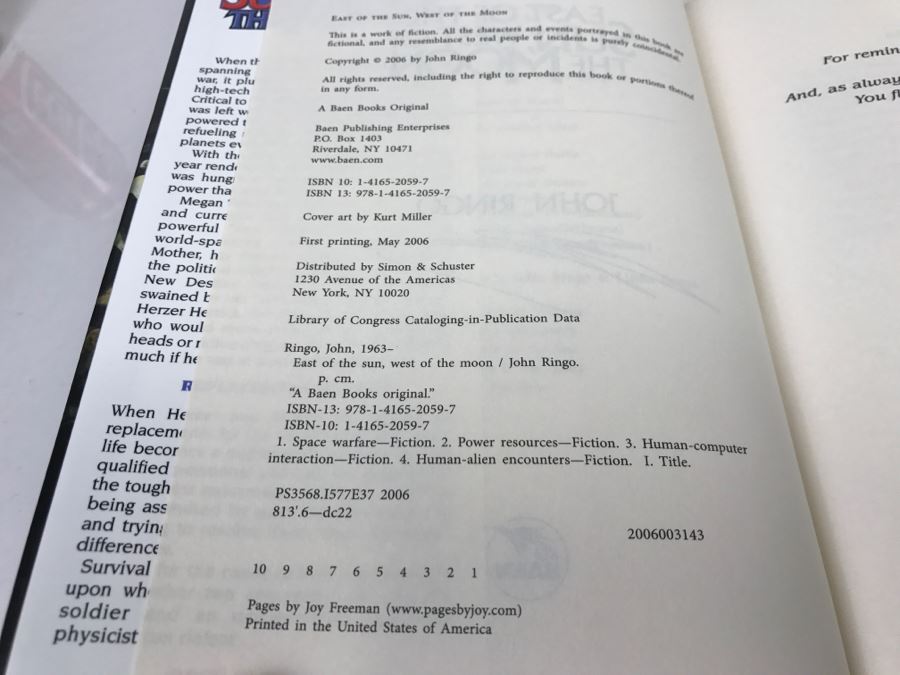 TH
When th
spanning
war, it plu
high-tech
Critical to
was left w
powered t
refueling
planets ev
With the
year rende
was hung
power tha
Megan
and curre
powerful
world-spa
Mother, h
the politic
New Des
swained b
Herzer He
who woul
heads or r
much if he
R
When He
replaceme
life becor
qualified
the tough
being ass
and trying
difference
Survival
upon wh
soldier
physicist
EAST OF THE SUN, WEST OF THE MOON
This is a work of fiction. All the characters and events portrayed in this book are
fictional, and any resemblance to real people or incidents is purely coincidental.
Copyright © 2006 by John Ringo
All rights reserved, including the right to reproduce this book or portions thereof
in any form.
A Baen Books Original
Baen Publishing Enterprises
P.O. Box 1403
Riverdale, NY 10471
www.baen.com
ISBN 10: 1-4165-2059-7
ISBN 13: 978-1-4165-2059-7
Cover art by Kurt Miller
First printing, May 2006
Distributed by Simon & Schuster
1230 Avenue of the Americas
New York, NY 10020
Library of Congress Cataloging-in-Publication Data
Ringo, John, 1963–
East of the sun, west of the moon / John Ringo.
p. cm.
“A Baen Books original.”
ISBN-13: 978-1-4165-2059-7
ISBN-10: 1-4165-2059-7
1. Space warfare—Fiction. 2. Power resources—Fiction. 3. Human-computer
interaction—Fiction. 4. Human-alien encounters—Fiction. I. Title.
PS3568.I577E37 2006
813'.6—dc22
2006003143
10 9 8 7 6 5 4 3 2 1
Pages by Joy Freeman (www.pagesbyjoy.com)
Printed in the United States of America
For remin
And, as always
You fl